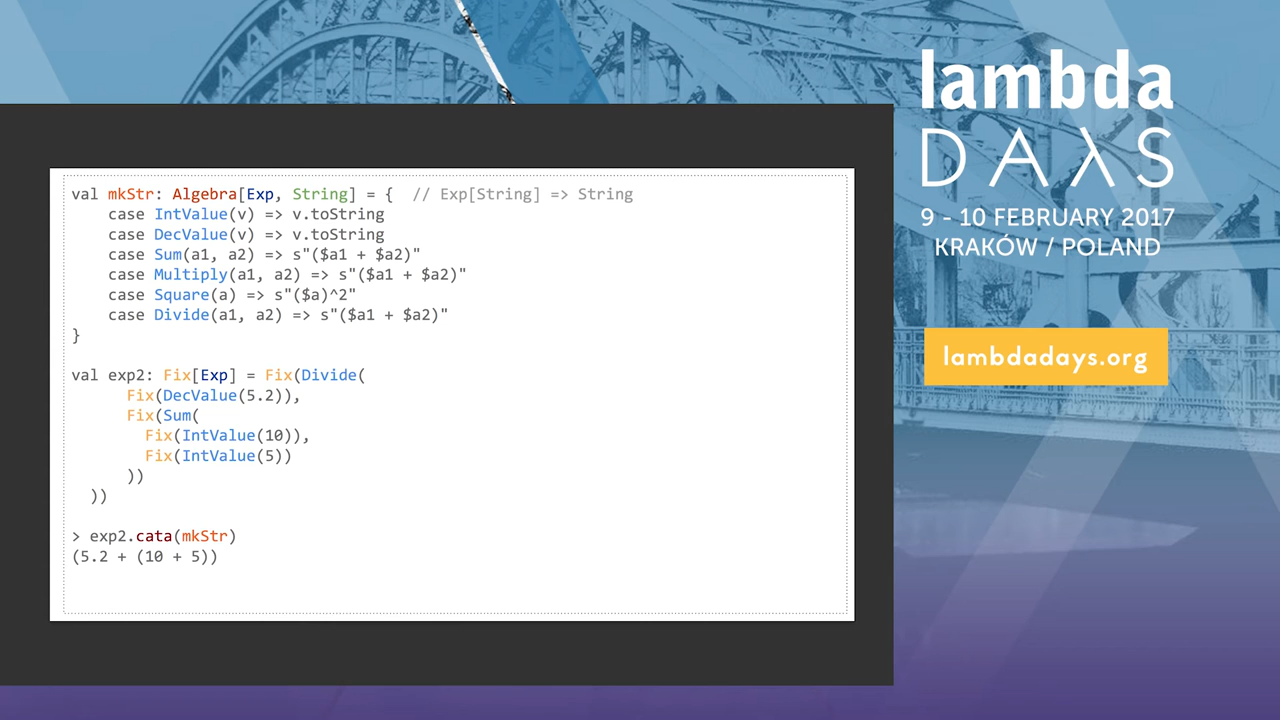 lambda
DAYS
9 - 10 FEBRUARY 2017
KRAKÓW / POLAND
lambdadays.org
val mkStr: Algebra[Exp, String] = {  // Exp[String] => String
    case IntValue(v) => v.toString
    case DecValue(v) => v.toString
    case Sum(a1, a2) => s"($a1 + $a2)"
    case Multiply(a1, a2) => s"($a1 + $a2)"
    case Square(a) => s"($a)^2"
    case Divide(a1, a2) => s"($a1 + $a2)"
}
val exp2: Fix[Exp] = Fix(Divide(
      Fix(DecValue(5.2)),
      Fix(Sum(
        Fix(IntValue(10)),
        Fix(IntValue(5))
      ))
  ))
> exp2.cata(mkStr)
(5.2 + (10 + 5))